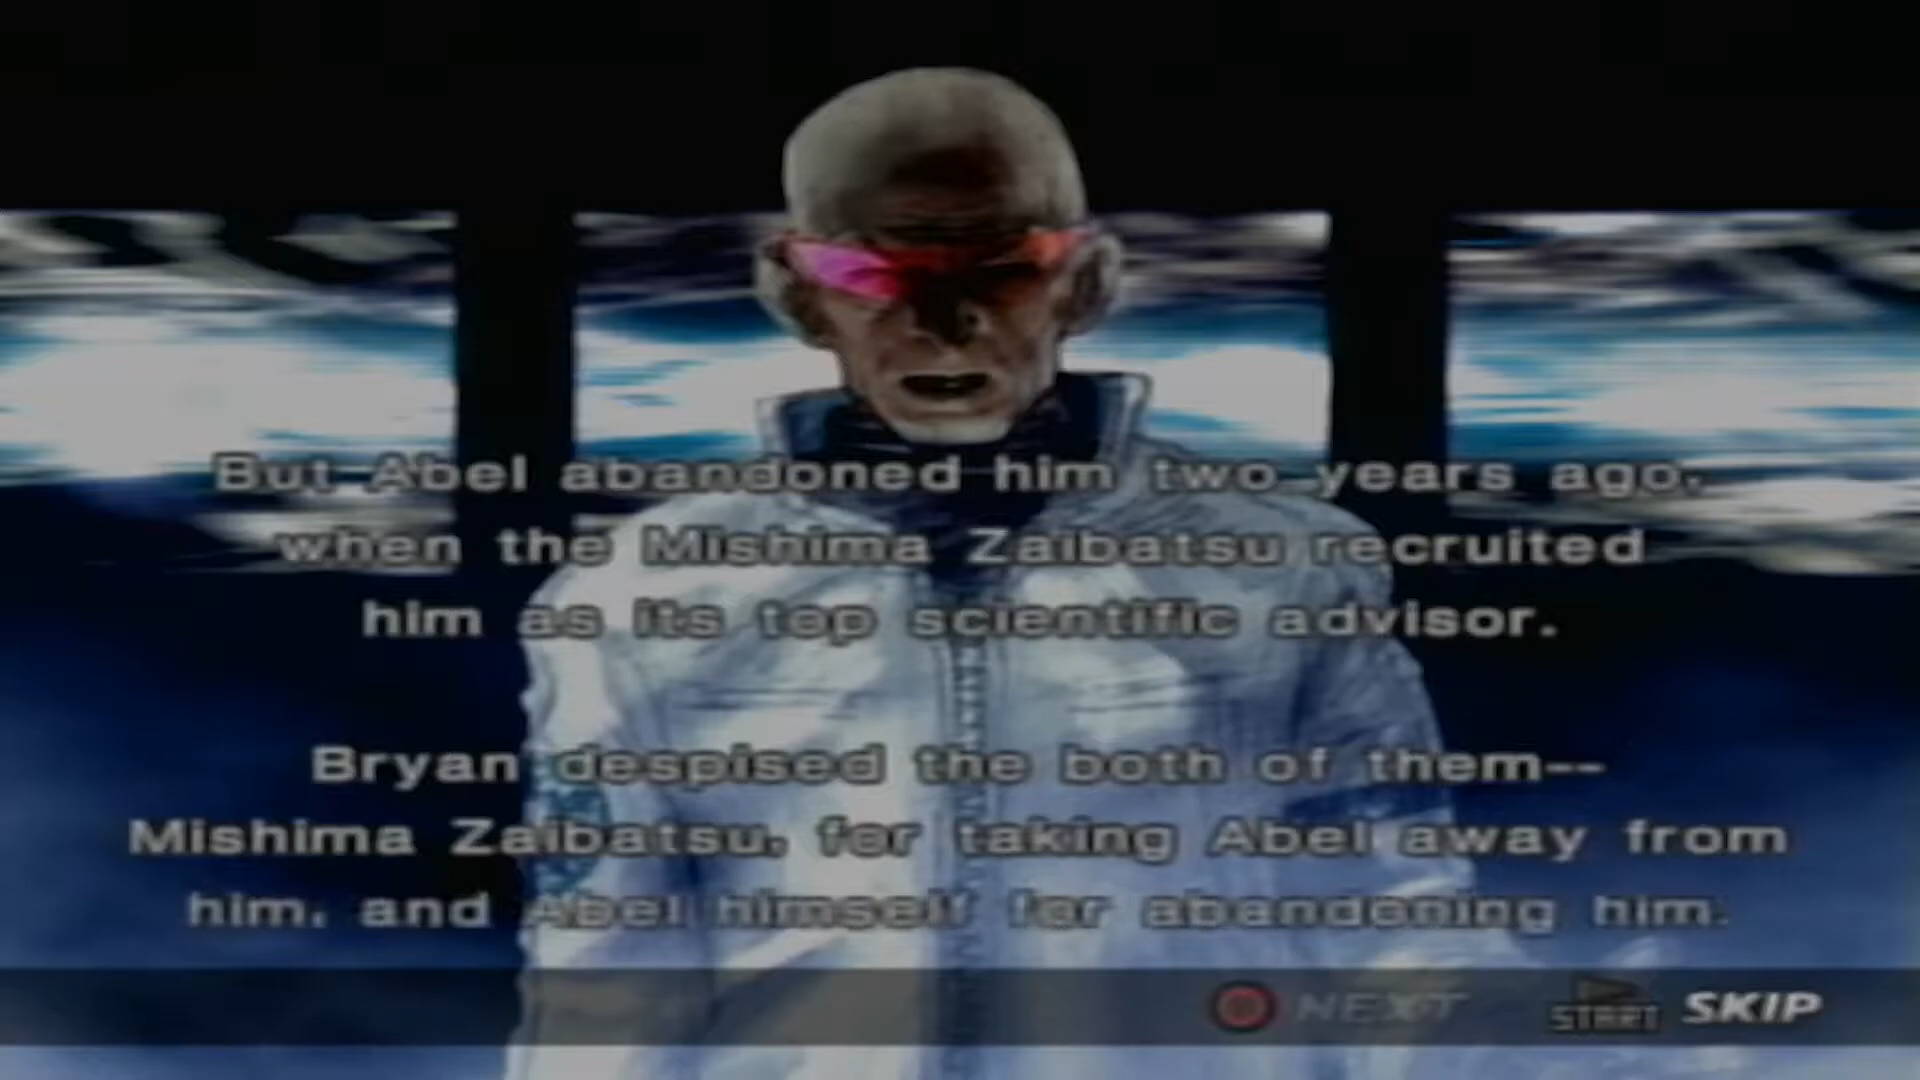 But Abel abandoned him two years ago,
when the Mishima Zaibatsu recruited
him as its top scientific advisor.
Bryan despised the both of them--
Mishima Zaibatsu, for taking Abel away from
him, and Abel himself for abandoning him.
NEXT START SKIP